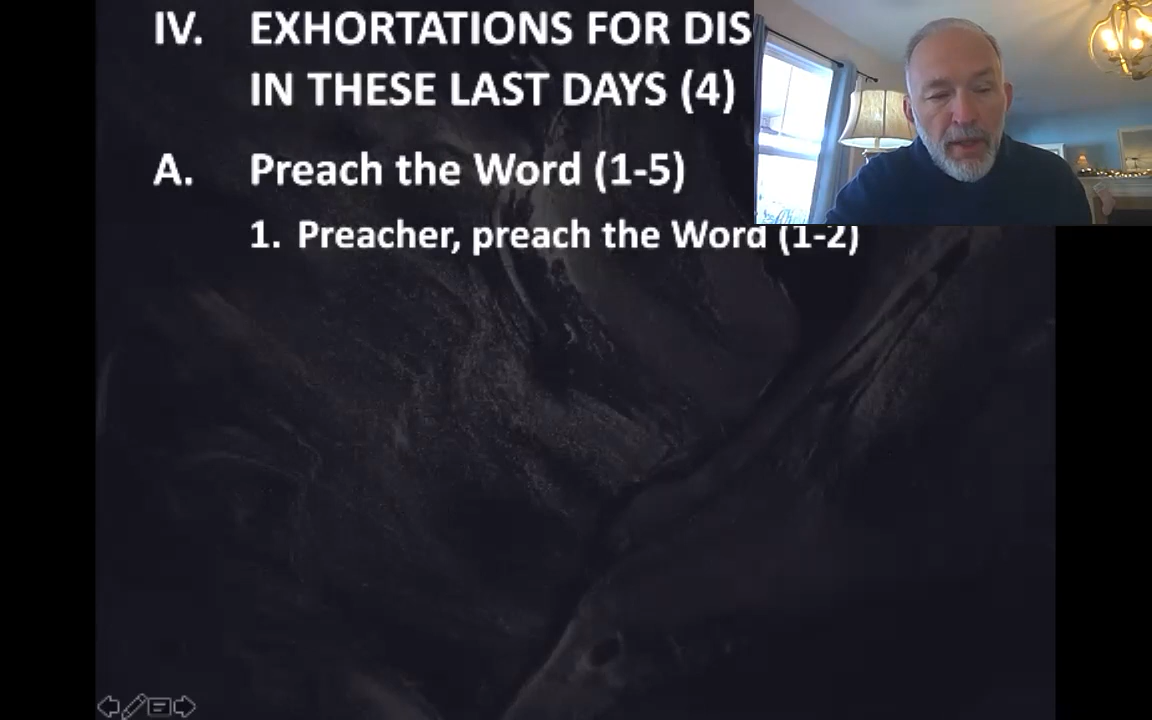 IV. EXHORTATIONS FOR DIS
IN THESE LAST DAYS (4)
A. Preach the Word (1-5)
1. Preacher, preach the Word (1-2)